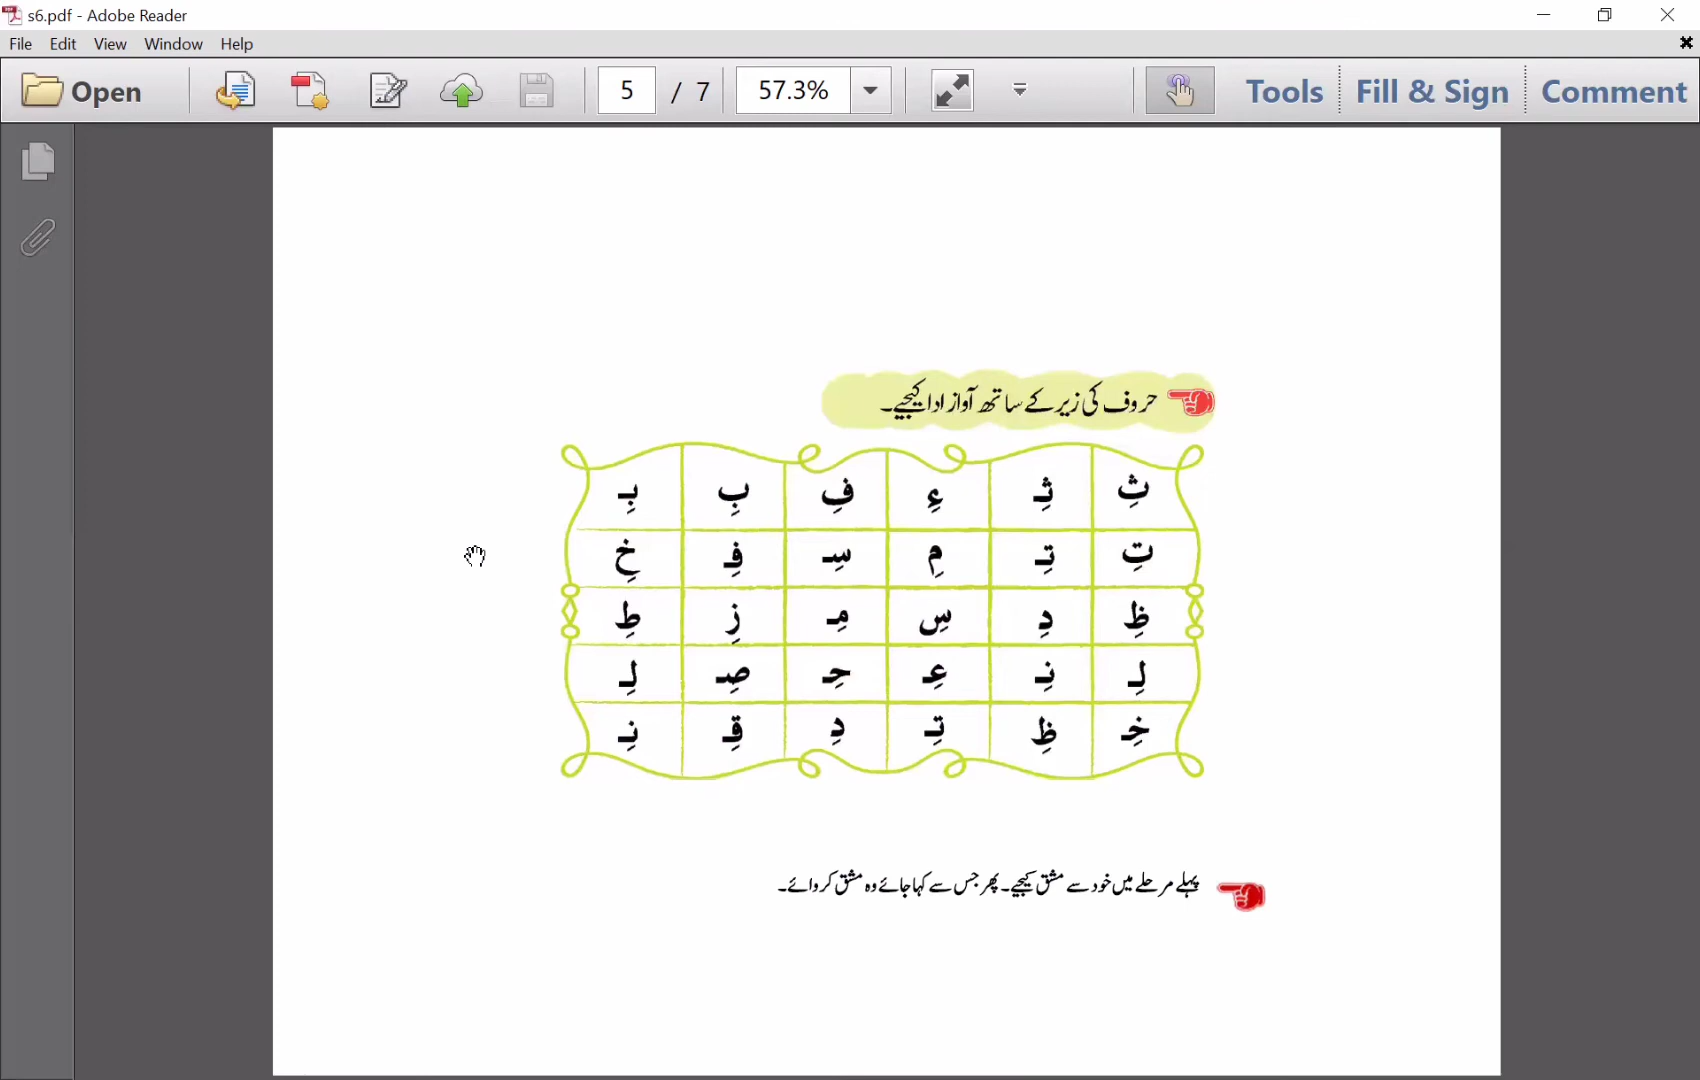 s6.pdf - Adobe Reader
File Edit View Window Help
Open 5 / 7 57.3% Tools Fill & Sign Comment
حروف کی زیر کے ساتھ آواز ادا کیجیے۔
ثِ ثِـ ءِ فِ بِ بِـ
تِ تِـ مِ سِـ فِـ خِ
ظِ دِ سِ مِـ زِ طِ
لِـ نِـ عِـ حِـ صِـ لِـ
خِـ ظِ تِـ دِ قِـ نِـ
پہلے مرحلے میں خود سے مشق کیجیے۔ پھر جس سے کہا جائے وہ مشق کروائے۔